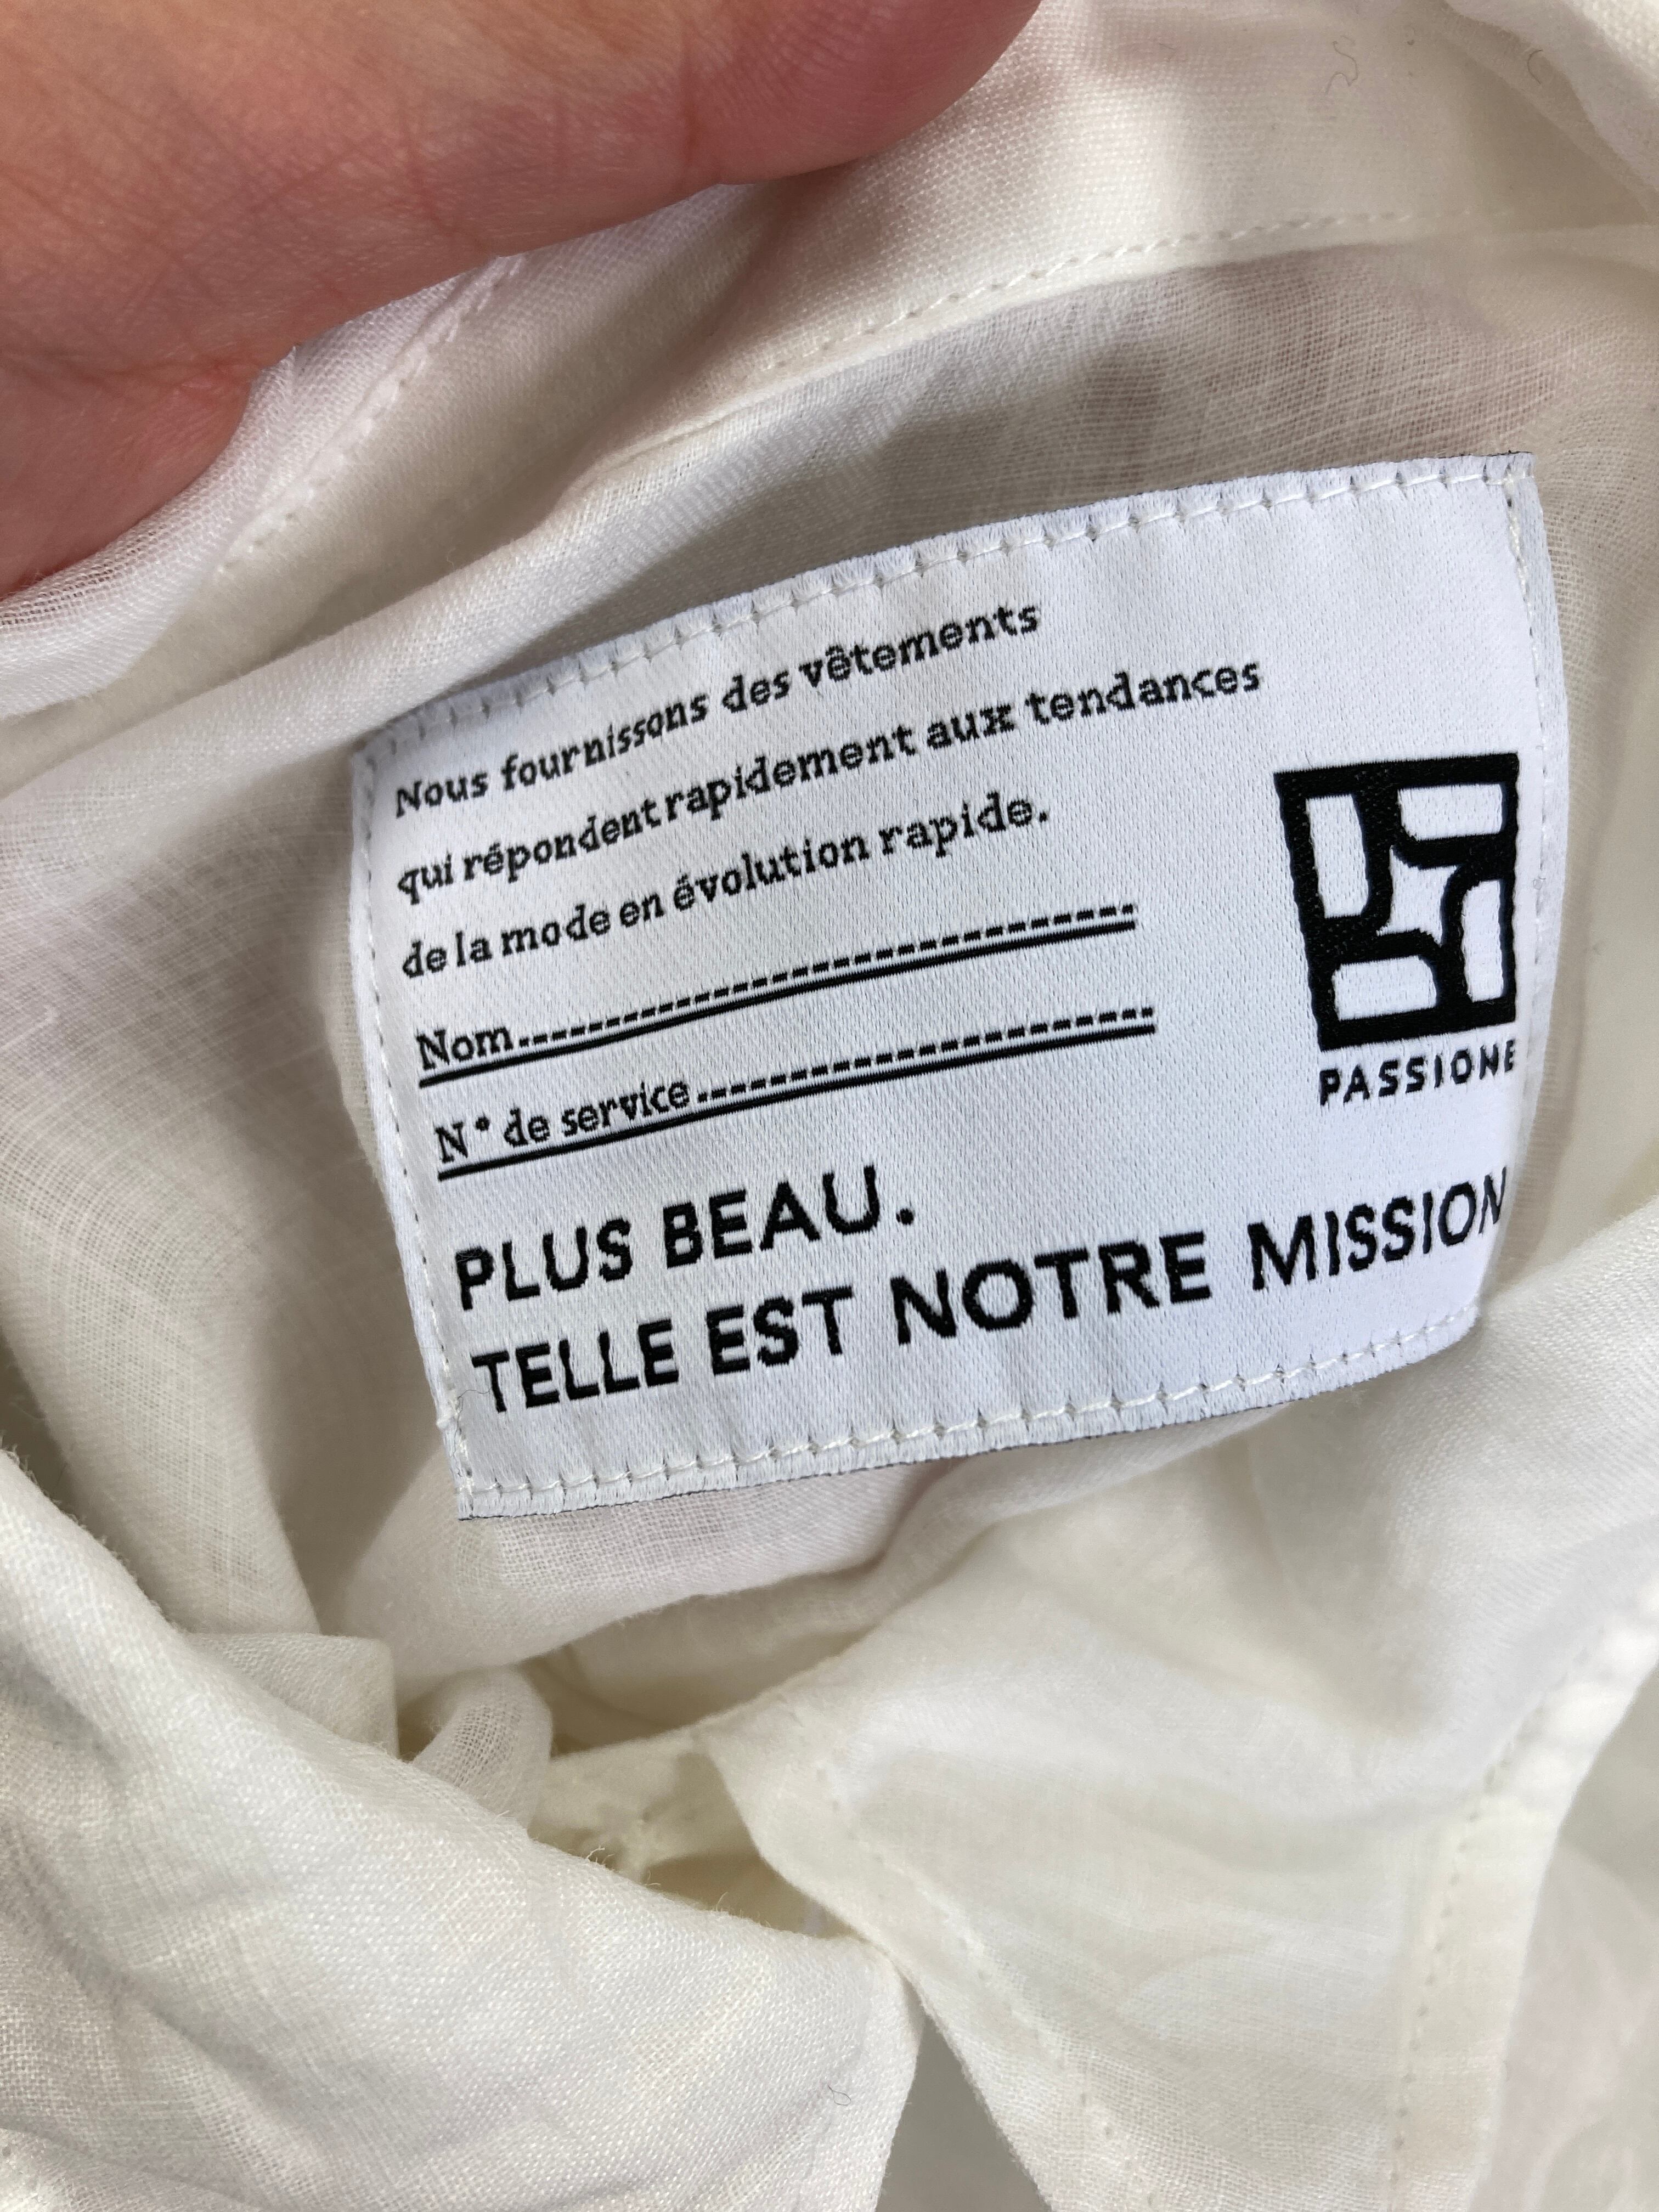 Nous fournissons des vêtements
qui répondent rapidement aux tendances
de la mode en évolution rapide.
Nom
N° de service
PASSIONE
PLUS BEAU.
TELLE EST NOTRE MISSION